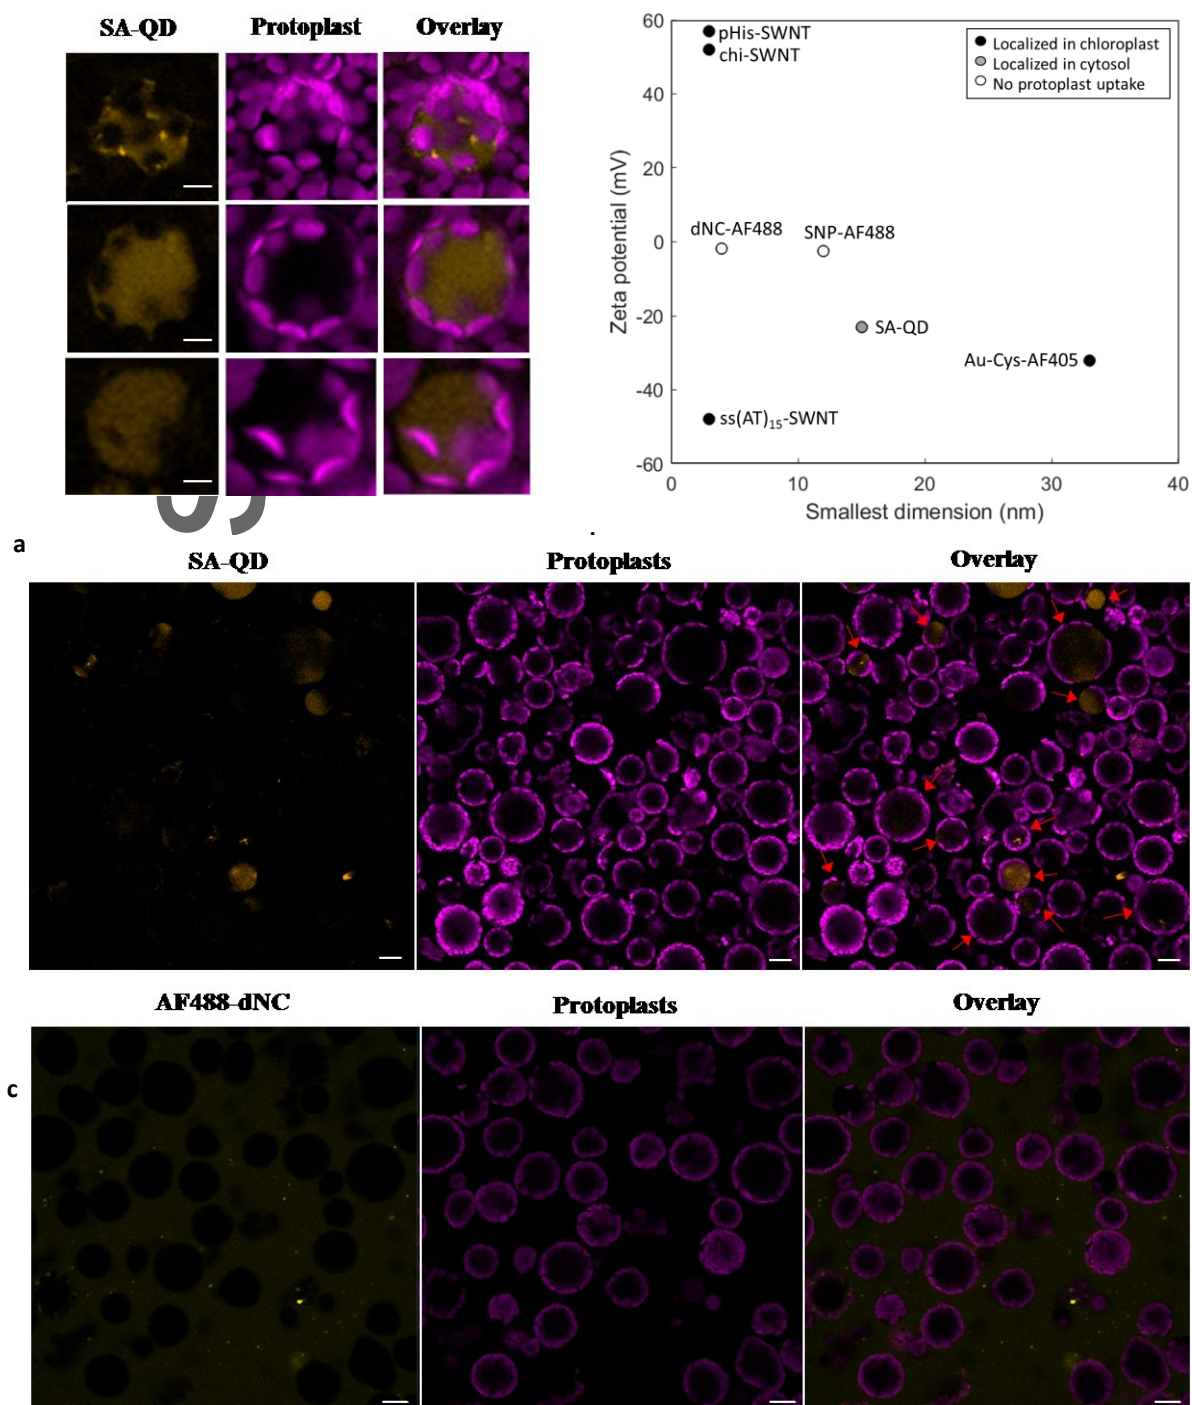 SA-QD Protoplast Overlay
60
40
20
0
-20
-40
-60
Zeta potential (mV)
pHis-SWNT
chi-SWNT
Localized in chloroplast
Localized in cytosol
No protoplast uptake
dNC-AF488
SNP-AF488
SA-QD
Au-Cys-AF405
ss(AT)₁₅-SWNT
0 10 20 30 40
Smallest dimension (nm)
a
SA-QD Protoplasts Overlay
AF488-dNC Protoplasts Overlay
c